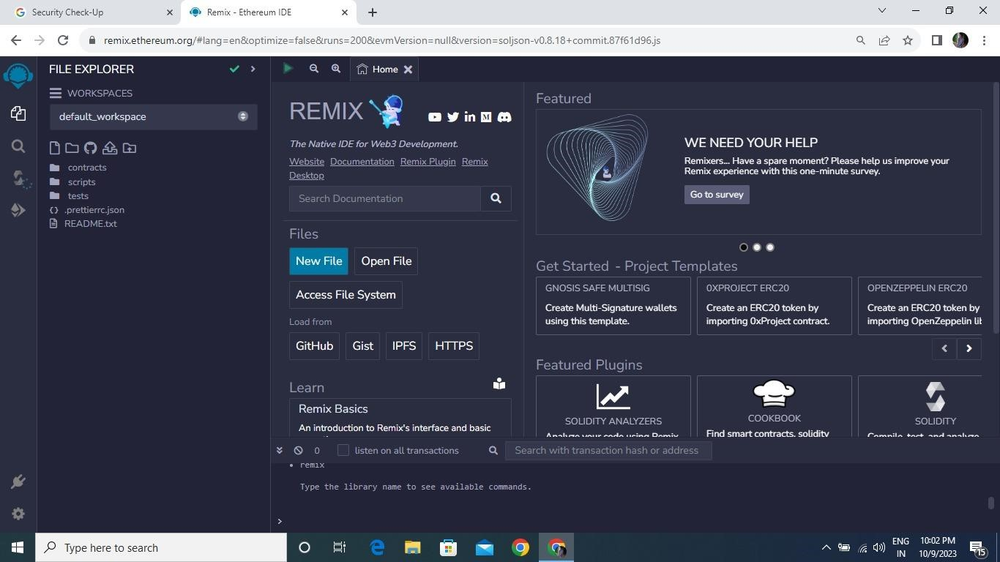 Security Check-Up
Remix - Ethereum IDE
remix.ethereum.org/#lang=en&optimize=false&runs=200&evmVersion=null&version=soljson-v0.8.18+commit.87f61d96.js
FILE EXPLORER
WORKSPACES
default_workspace
contracts
scripts
tests
.prettierrc.json
README.txt
Home
REMIX
The Native IDE for Web3 Development.
Website Documentation Remix Plugin Remix
Desktop
Search Documentation
Files
New File Open File
Access File System
Load from
GitHub Gist IPFS HTTPS
Learn
Remix Basics
An introduction to Remix's interface and basic
Featured
WE NEED YOUR HELP
Remixers... Have a spare moment? Please help us improve your
Remix experience with this one-minute survey.
Go to survey
Get Started - Project Templates
GNOSIS SAFE MULTISIG
Create Multi-Signature wallets
using this template.
0XPROJECT ERC20
Create an ERC20 token by
importing 0xProject contract.
OPENZEPPELIN ERC20
Create an ERC20 token by
importing OpenZeppelin lib
Featured Plugins
SOLIDITY ANALYZERS
Analyze your code using Remix
COOKBOOK
Find smart contracts, solidity
SOLIDITY
Compile, test, and analyze
0 listen on all transactions Search with transaction hash or address
remix
Type the library name to see available commands.
>
Type here to search
ENG
IN
10:02 PM
10/9/2023
15